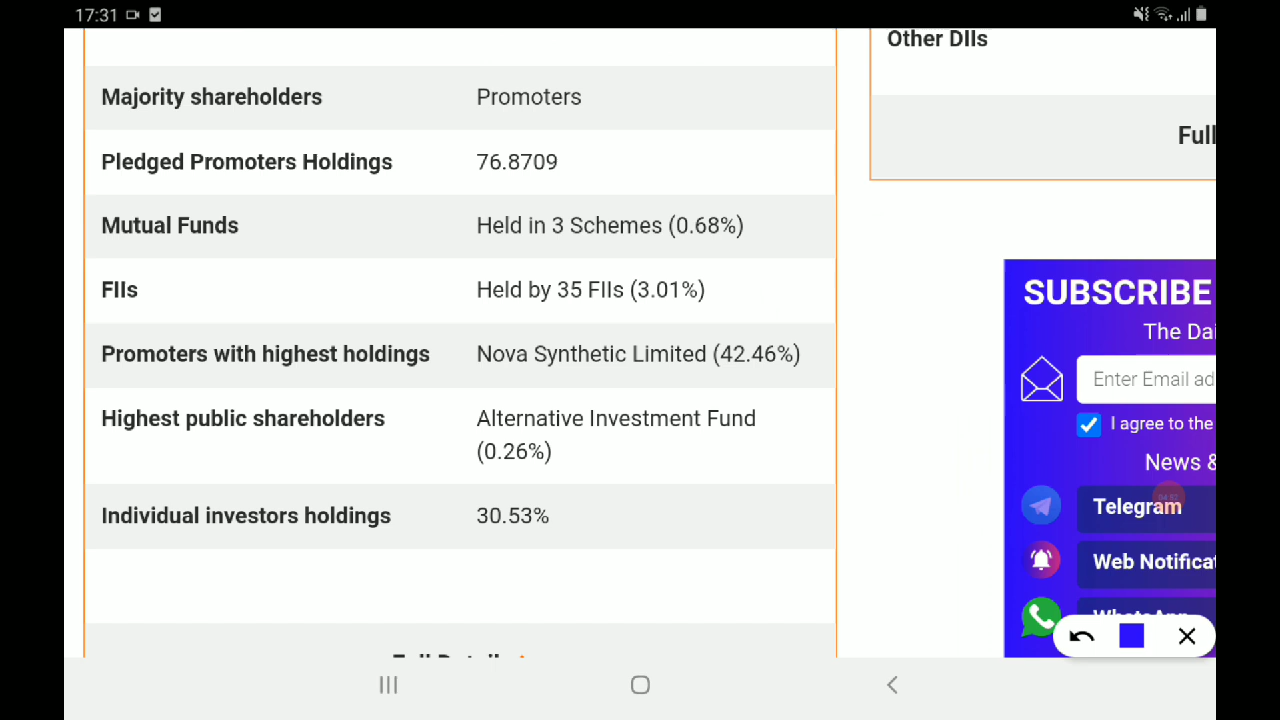 17:31
Other DIIs
Majority shareholders Promoters
Full
Pledged Promoters Holdings 76.8709
Mutual Funds Held in 3 Schemes (0.68%)
FIIs Held by 35 FIIs (3.01%)
SUBSCRIBE
The Dai
Promoters with highest holdings Nova Synthetic Limited (42.46%)
Enter Email ad
Highest public shareholders Alternative Investment Fund
(0.26%)
I agree to the
News &
Individual investors holdings 30.53%
Telegram
Web Notificat
WhatsApp